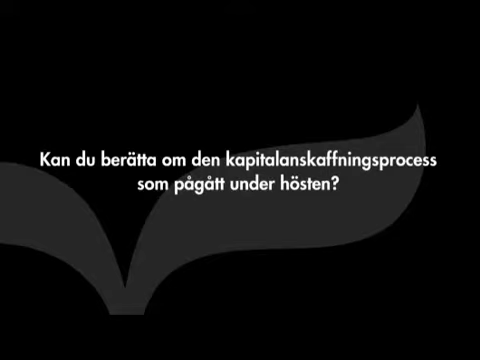 Kan du berätta om den kapitalanskaffningsprocess
som pågått under hösten?